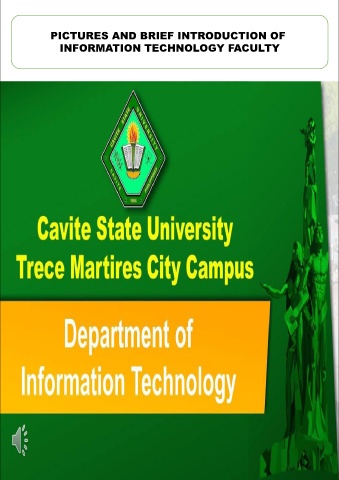 PICTURES AND BRIEF INTRODUCTION OF
INFORMATION TECHNOLOGY FACULTY
Cavite State University
Trece Martires City Campus
Department of
Information Technology